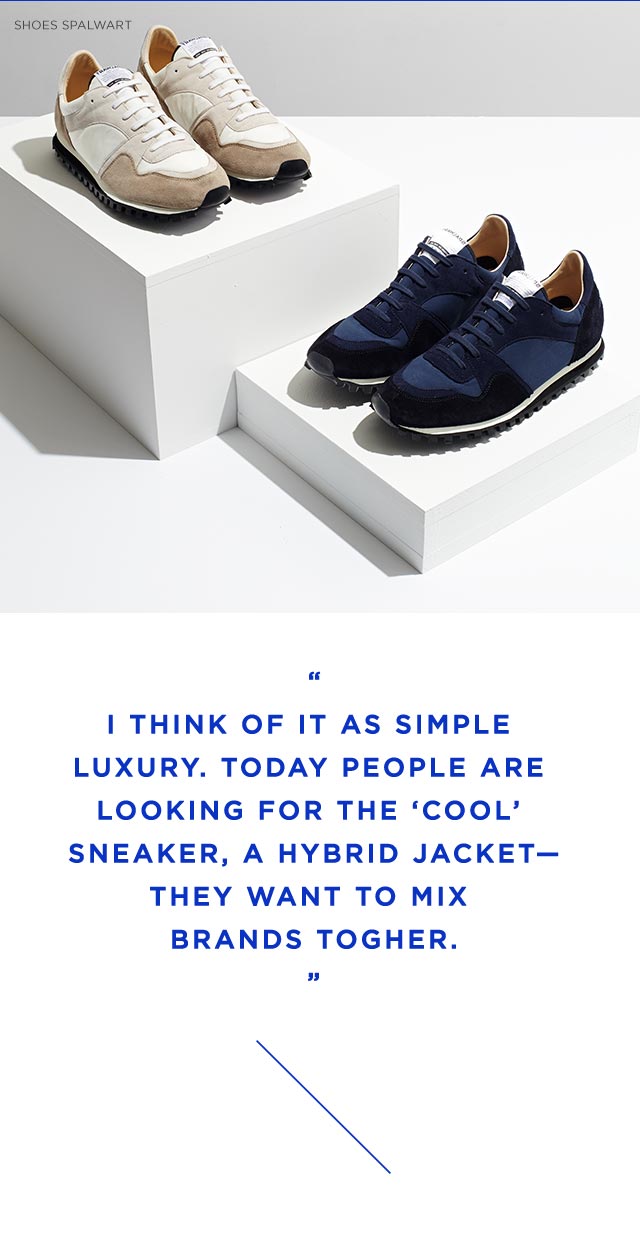 SHOES SPALWART
“
I THINK OF IT AS SIMPLE
LUXURY. TODAY PEOPLE ARE
LOOKING FOR THE ‘COOL’
SNEAKER, A HYBRID JACKET—
THEY WANT TO MIX
BRANDS TOGHER.
”